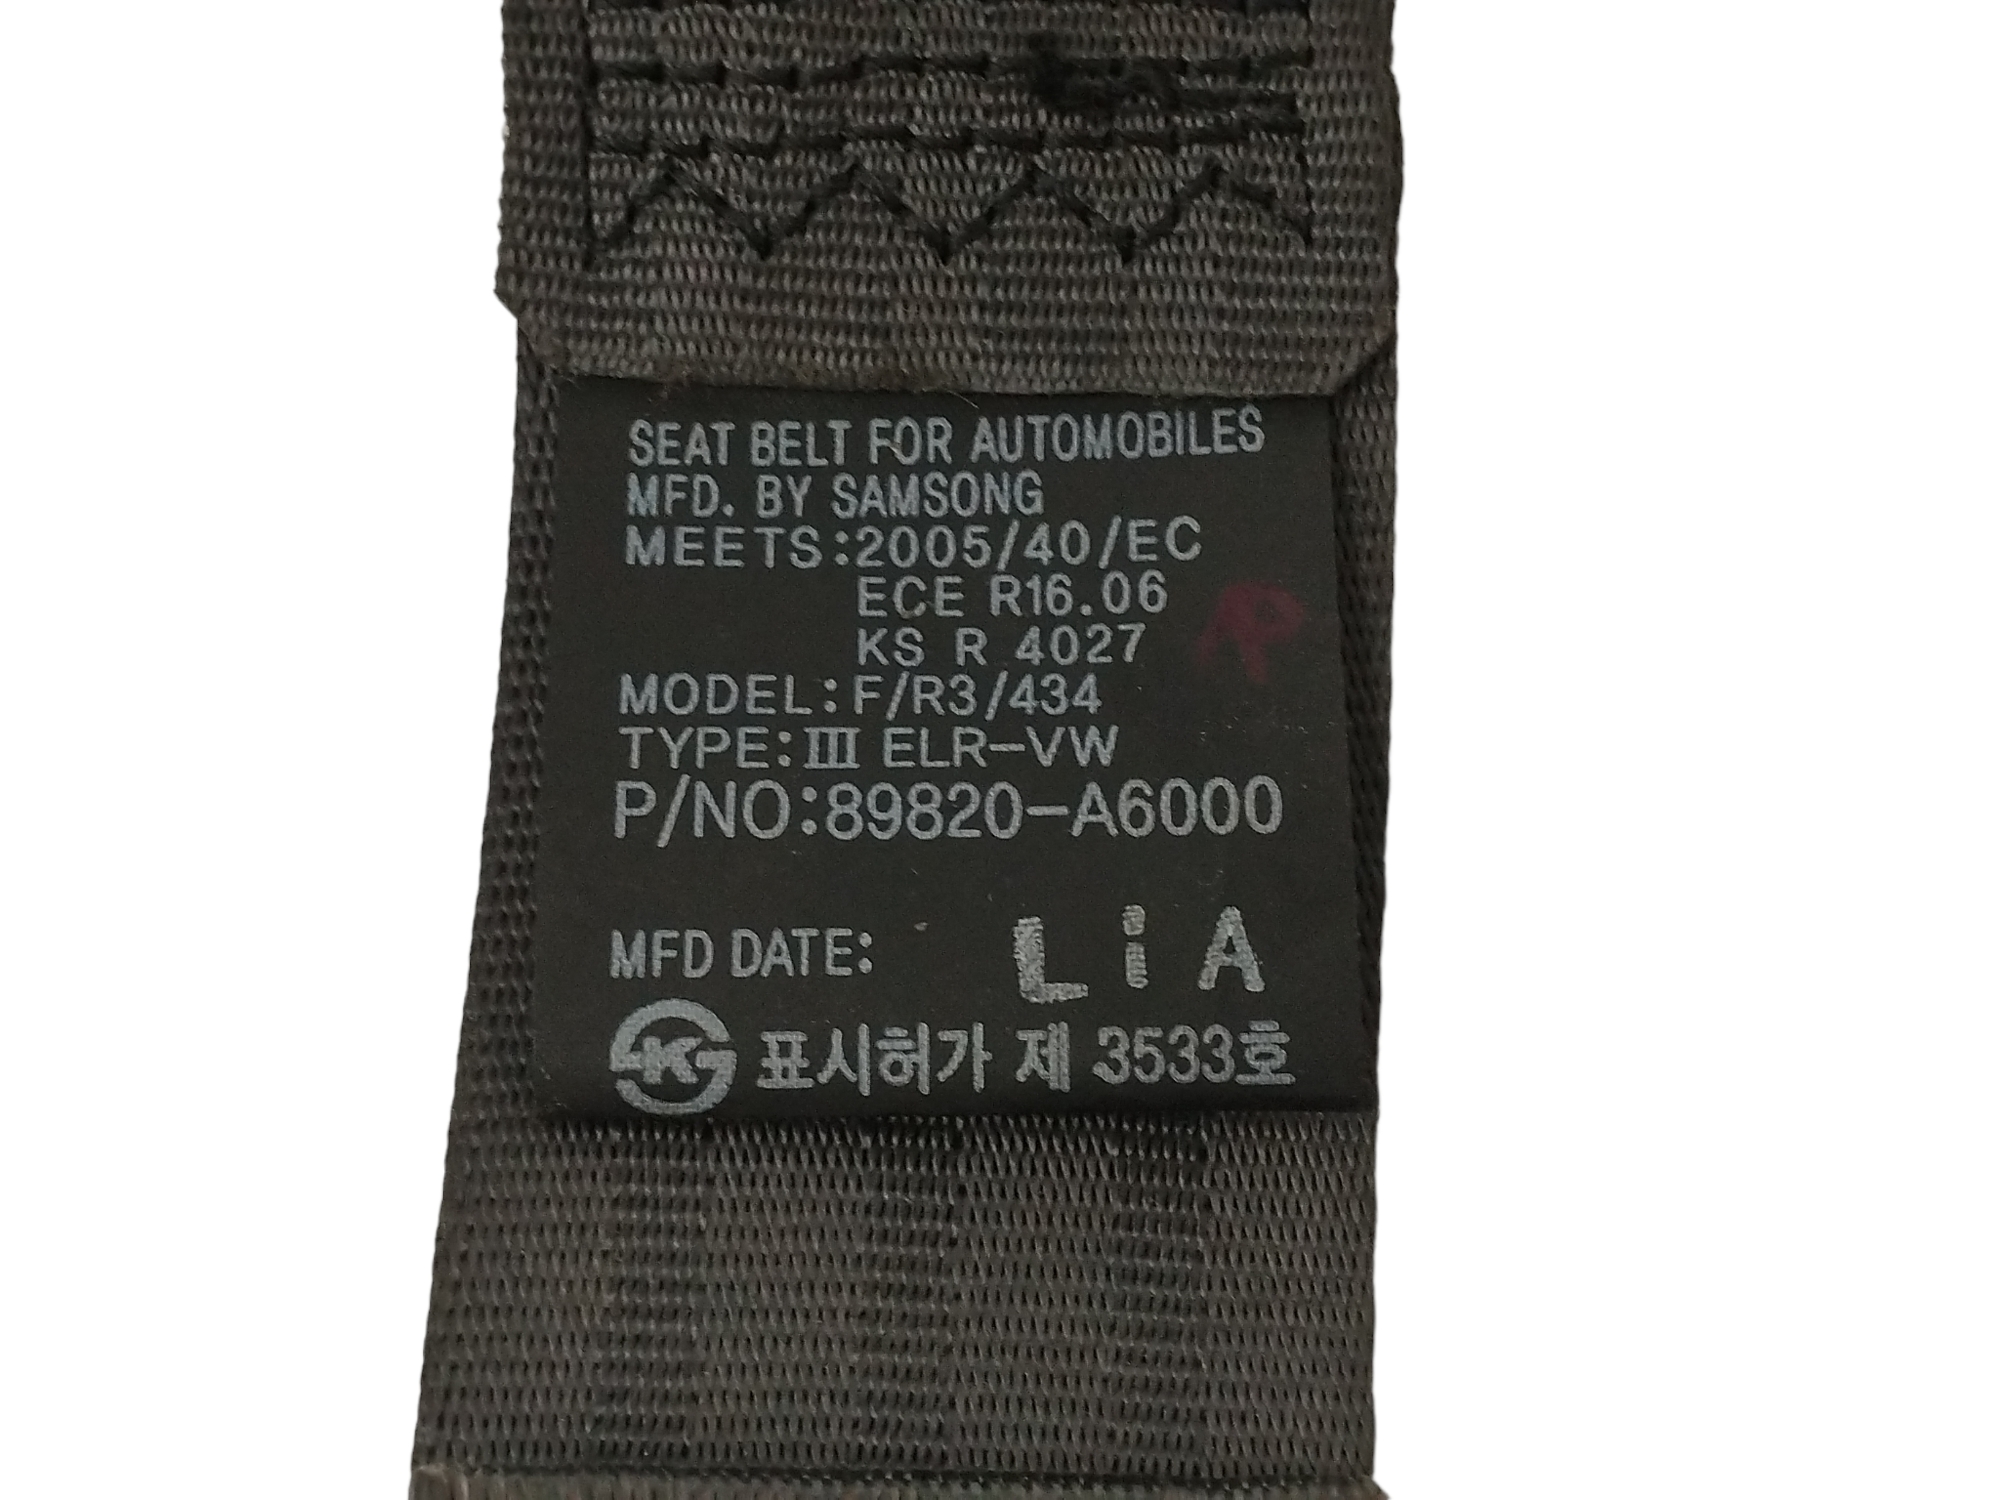 SEAT BELT FOR AUTOMOBILES
MFD. BY SAMSONG
MEETS:2005/40/EC
ECE R16.06
KS R 4027
MODEL:F/R3/434
TYPE:Ⅲ ELR-VW
P/NO:89820-A6000
MFD DATE: L i A
표시허가 제 3533호